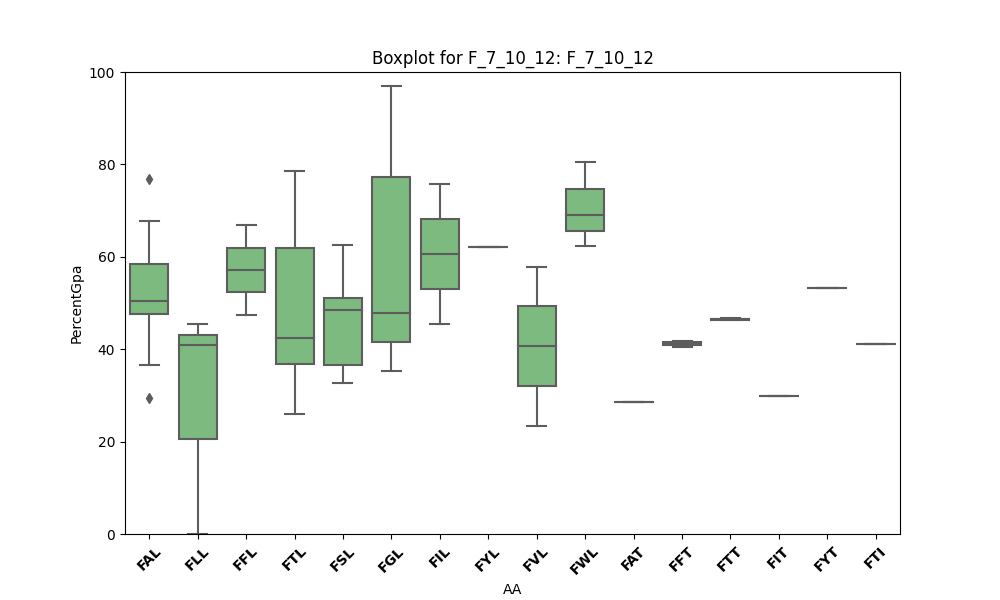 Boxplot for F_7_10_12: F_7_10_12
PercentGpa
100
80
60
40
20
0
FAL FLL FFL FTL FSL FGL FIL FYL FVL FWL FAT FFT FTT FIT FYT FTI
AA